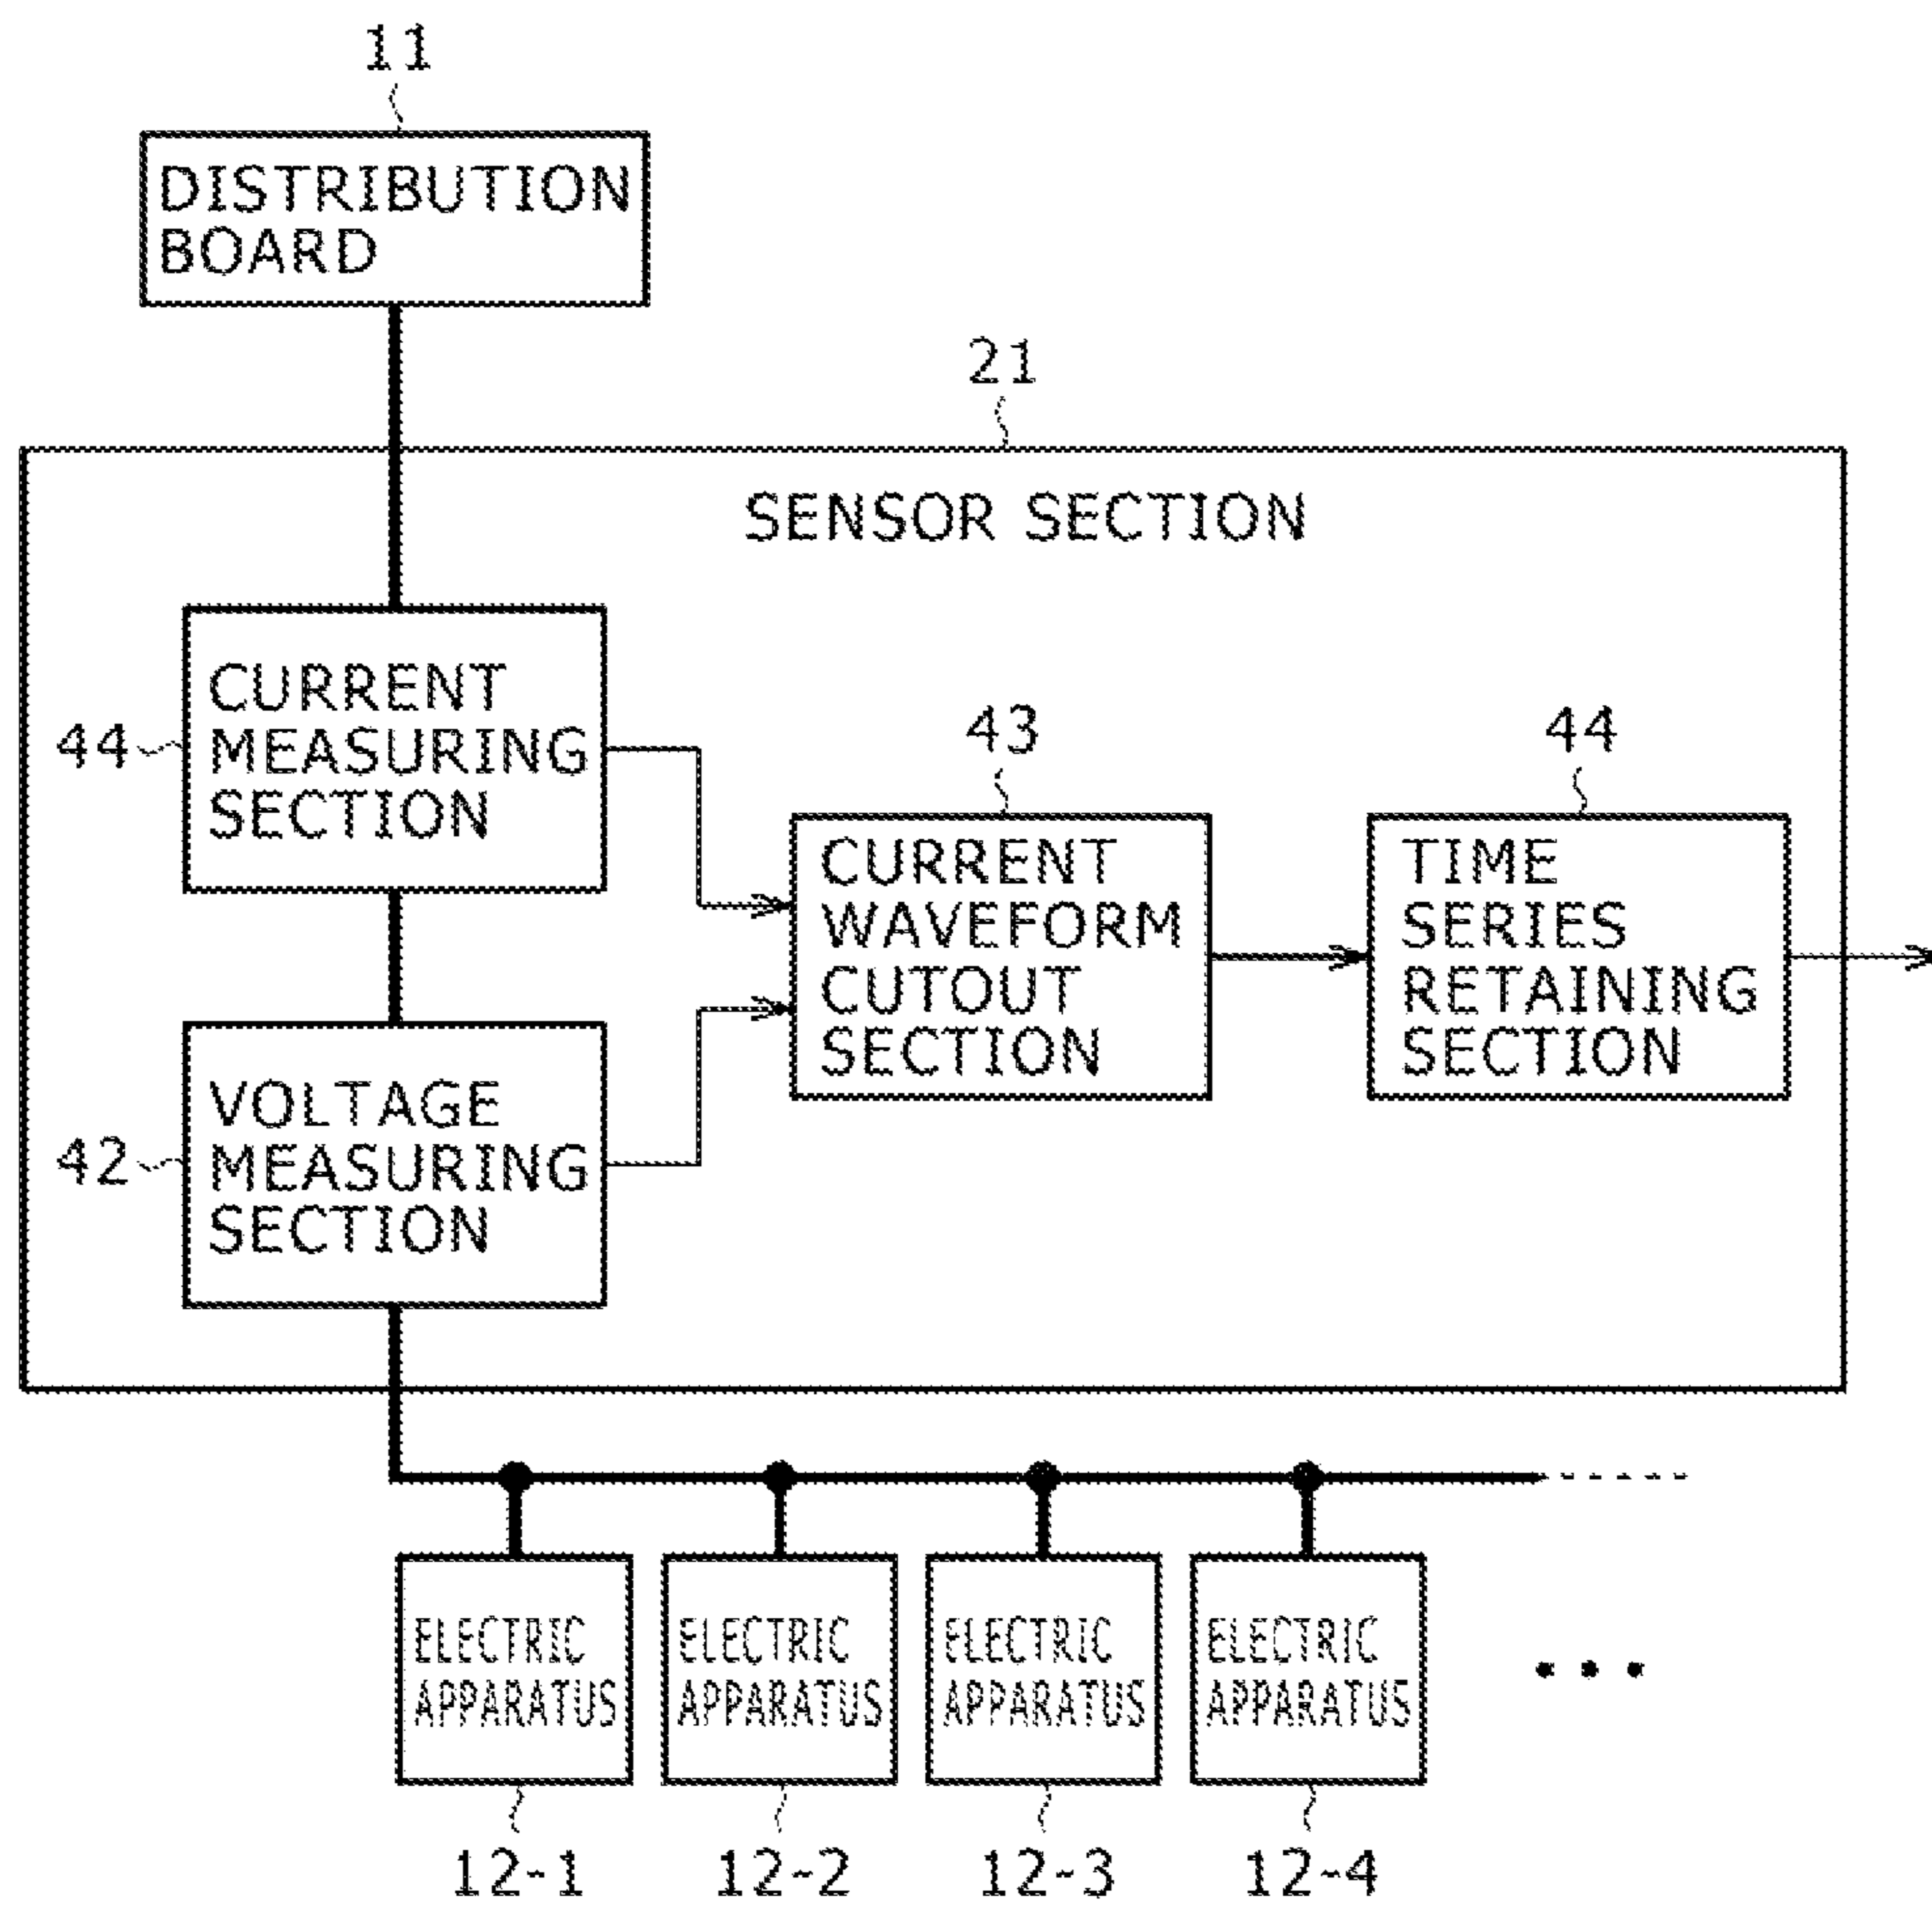 11
DISTRIBUTION
BOARD
21
SENSOR SECTION
44
CURRENT
MEASURING
SECTION
43
CURRENT
WAVEFORM
CUTOUT
SECTION
44
TIME
SERIES
RETAINING
SECTION
42
VOLTAGE
MEASURING
SECTION
ELECTRIC
APPARATUS
ELECTRIC
APPARATUS
ELECTRIC
APPARATUS
ELECTRIC
APPARATUS
...
12-1
12-2
12-3
12-4